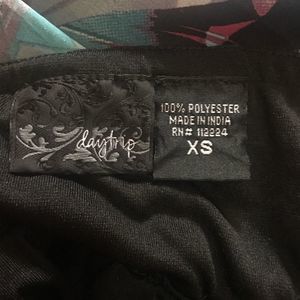 daytrip
100% POLYESTER
MADE IN INDIA
RN# 112224
XS